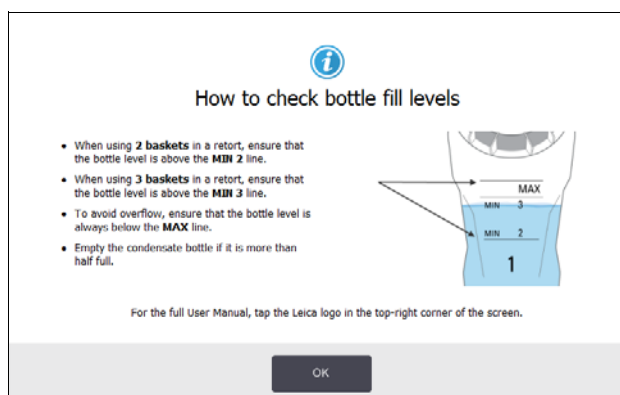 How to check bottle fill levels
• When using 2 baskets in a retort, ensure that
the bottle level is above the MIN 2 line.
• When using 3 baskets in a retort, ensure that
the bottle level is above the MIN 3 line.
• To avoid overflow, ensure that the bottle level is
always below the MAX line.
• Empty the condensate bottle if it is more than
half full.
MAX
MIN 3
MIN 2
1
For the full User Manual, tap the Leica logo in the top-right corner of the screen.
OK